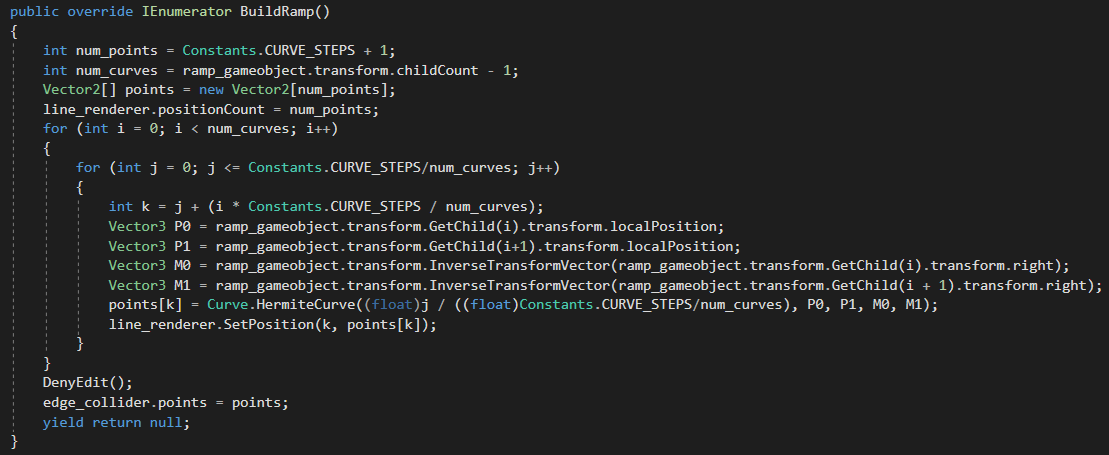 public override IEnumerator BuildRamp()
{
    int num_points = Constants.CURVE_STEPS + 1;
    int num_curves = ramp_gameobject.transform.childCount - 1;
    Vector2[] points = new Vector2[num_points];
    line_renderer.positionCount = num_points;
    for (int i = 0; i < num_curves; i++)
    {
        for (int j = 0; j <= Constants.CURVE_STEPS/num_curves; j++)
        {
            int k = j + (i * Constants.CURVE_STEPS / num_curves);
            Vector3 P0 = ramp_gameobject.transform.GetChild(i).transform.localPosition;
            Vector3 P1 = ramp_gameobject.transform.GetChild(i+1).transform.localPosition;
            Vector3 M0 = ramp_gameobject.transform.InverseTransformVector(ramp_gameobject.transform.GetChild(i).transform.right);
            Vector3 M1 = ramp_gameobject.transform.InverseTransformVector(ramp_gameobject.transform.GetChild(i + 1).transform.right);
            points[k] = Curve.HermiteCurve((float)j / ((float)Constants.CURVE_STEPS/num_curves), P0, P1, M0, M1);
            line_renderer.SetPosition(k, points[k]);
        }
    }
    DenyEdit();
    edge_collider.points = points;
    yield return null;
}